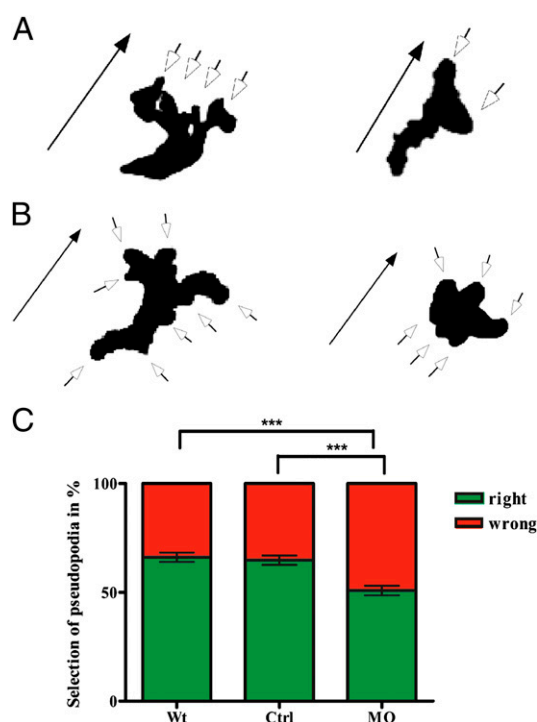 A
B
C
***
***
100
50
0
Selection of pseudopodia in %
right
wrong
Wt
Ctrl
MO